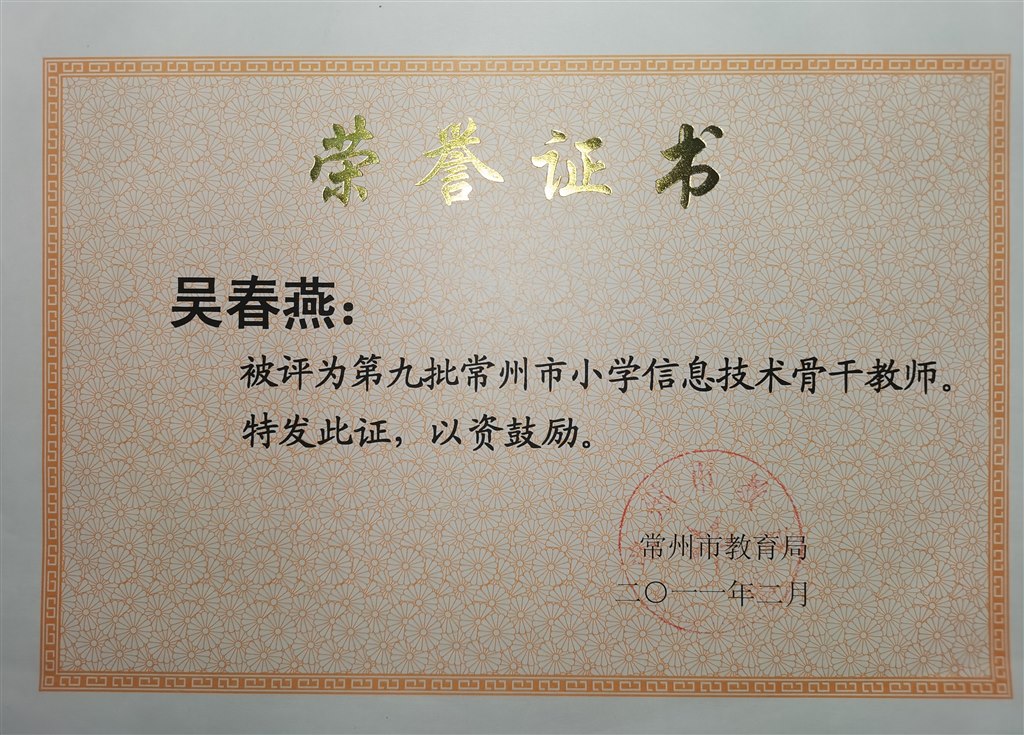 荣誉证书
吴春燕：
被评为第九批常州市小学信息技术骨干教师。
特发此证，以资鼓励。
常州市教育局
二〇一一年二月